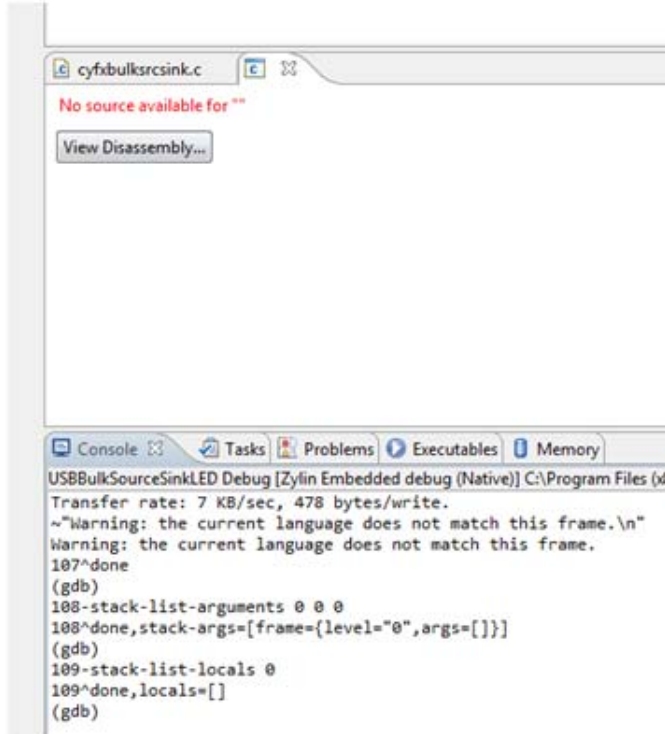 cyfxbulksrcsink.c
No source available for ""
View Disassembly...
Console Tasks Problems Executables Memory
USBBulkSourceSinkLED Debug [Zylin Embedded debug (Native)] C:\Program Files (x
Transfer rate: 7 KB/sec, 478 bytes/write.
~"Warning: the current language does not match this frame.\n"
Warning: the current language does not match this frame.
107^done
(gdb)
108-stack-list-arguments 0 0 0
108^done,stack-args=[frame={level="0",args=[]}]
(gdb)
109-stack-list-locals 0
109^done,locals=[]
(gdb)